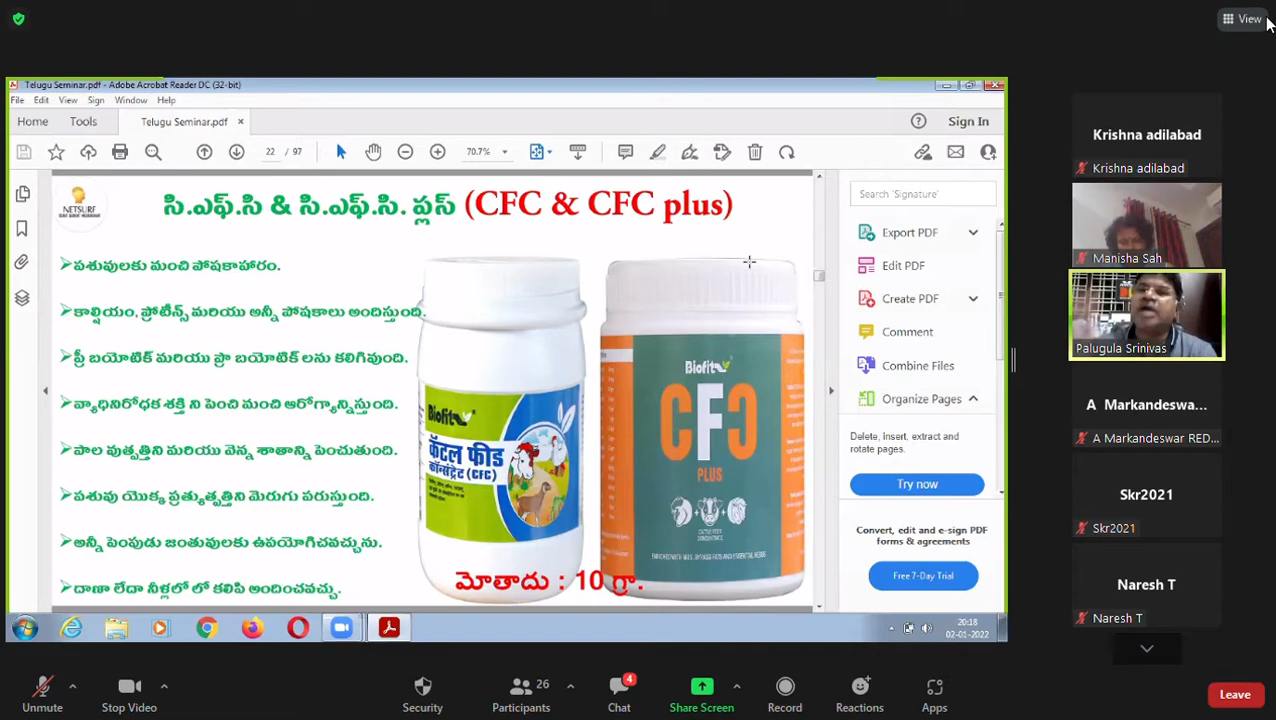 View
Telugu Seminar.pdf - Adobe Acrobat Reader DC (32-bit)
File Edit View Sign Window Help
Home Tools Telugu Seminar.pdf × Sign In
22 / 97 70.7%
NETSURF
సి.ఎఫ్.సి & సి.ఎఫ్.సి. ప్లస్ (CFC & CFC plus)
పశువులకు మంచి పోషకాహారం.
కాల్షియం, ప్రోటీన్స్ మరియు అన్నీ పోషకాలు అందిస్తుంది.
ప్రీ బయోటిక్ మరియు ప్రొ బయోటిక్ లను కలిగివుంది.
వ్యాధినిరోధక శక్తి ని పెంచి మంచి ఆరోగ్యాన్నిస్తుంది.
పాల వుత్పత్తిని మరియు వెన్న శాతాన్ని పెంచుతుంది.
పశువు యొక్క ప్రత్యుత్పత్తిని మెరుగు పరుస్తుంది.
అన్నీ పెంపుడు జంతువులకు ఉపయోగించవచ్చును.
దాణా లేదా నీళ్లలో లో కలిపి అందించవచ్చు.
Biofit
कॅटल फीड
कॉन्संट्रेट (CFC)
Biofit
CFC
PLUS
CATTLE FEED
CONCENTRATE
మోతాదు : 10 గ్రా.
Search 'Signature'
Export PDF
Edit PDF
Create PDF
Comment
Combine Files
Organize Pages
Delete, insert, extract and
rotate pages.
Try now
Convert, edit and e-sign PDF
forms & agreements
Free 7-Day Trial
20:18
02-01-2022
Krishna adilabad
Krishna adilabad
Manisha Sah
Palugula Srinivas
A Markandeswa...
A Markandeswar RED...
Skr2021
Skr2021
Naresh T
Naresh T
Unmute
Stop Video
Security
26
Participants
4
Chat
Share Screen
Record
Reactions
Apps
Leave